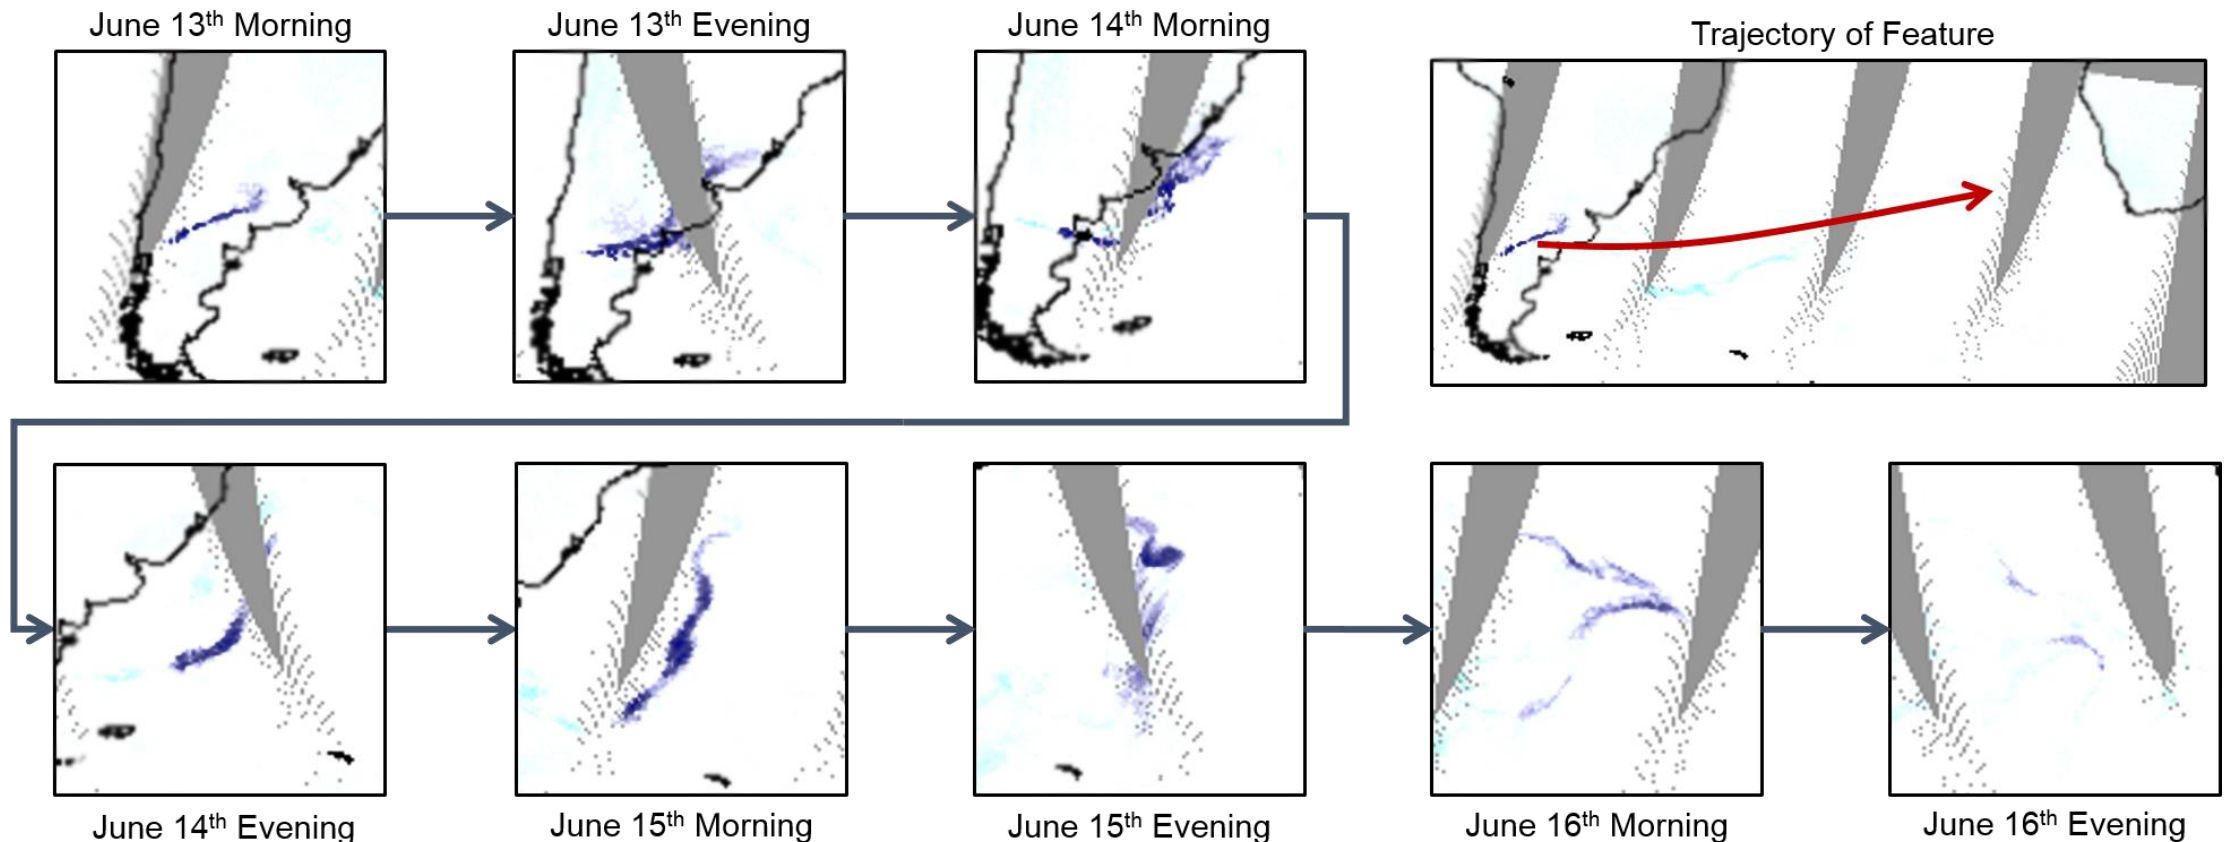 June 13th Morning
June 13th Evening
June 14th Morning
Trajectory of Feature
June 14th Evening
June 15th Morning
June 15th Evening
June 16th Morning
June 16th Evening